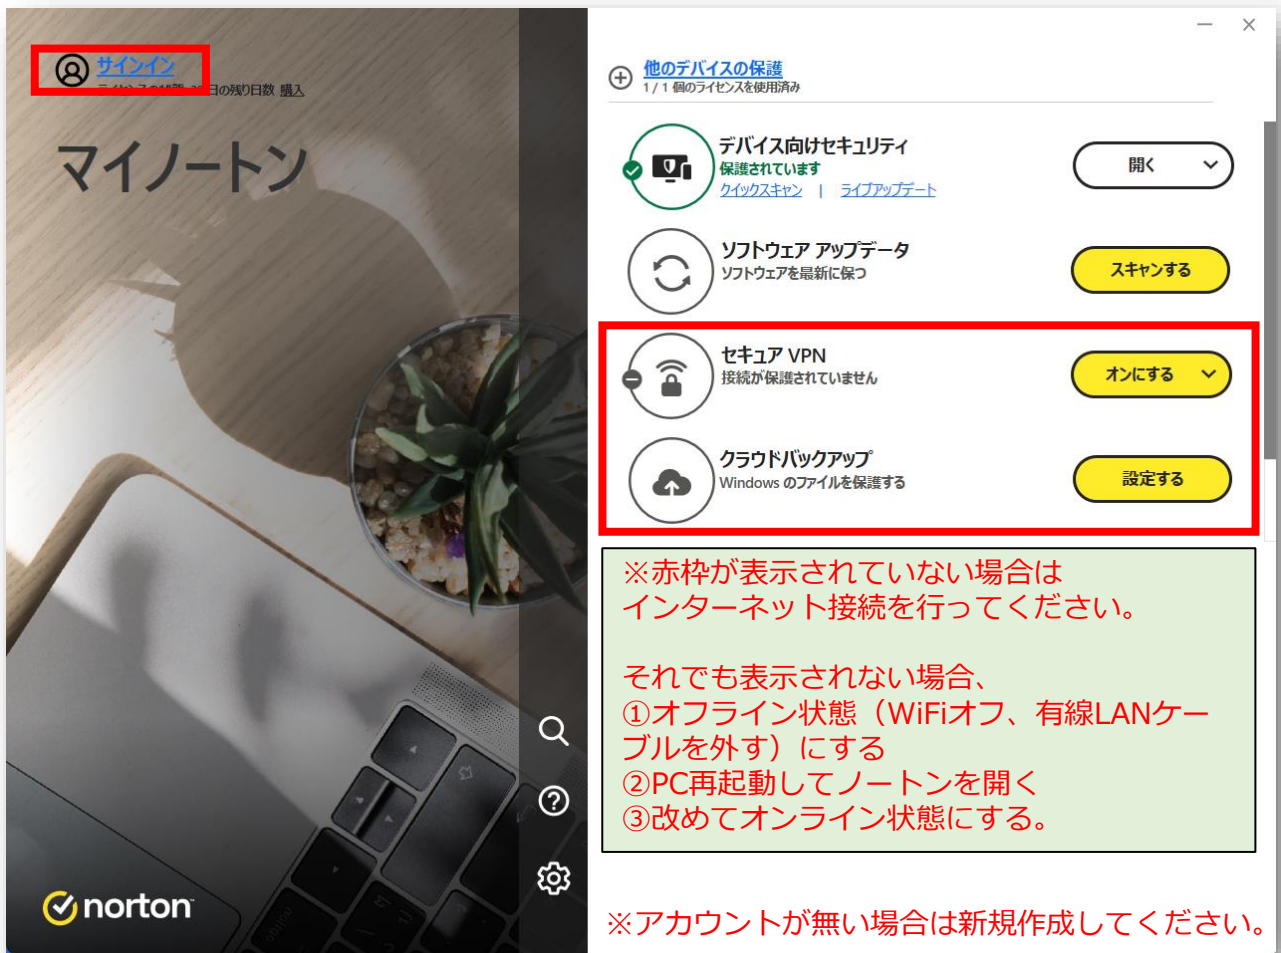 サインイン
日の残り日数 購入
マイノートン
norton
他のデバイスの保護
1 / 1 個のライセンスを使用済み
デバイス向けセキュリティ
保護されています
クイックスキャン | ライブアップデート
開く
ソフトウェア アップデータ
ソフトウェアを最新に保つ
スキャンする
セキュア VPN
接続が保護されていません
オンにする
クラウドバックアップ
Windows のファイルを保護する
設定する
※赤枠が表示されていない場合は
インターネット接続を行ってください。
それでも表示されない場合、
①オフライン状態（WiFiオフ、有線LANケー
ブルを外す）にする
②PC再起動してノートンを開く
③改めてオンライン状態にする。
※アカウントが無い場合は新規作成してください。